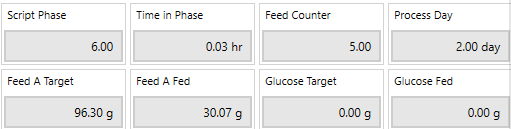 Script Phase Time in Phase Feed Counter Process Day
6.00 0.03 hr 5.00 2.00 day
Feed A Target Feed A Fed Glucose Target Glucose Fed
96.30 g 30.07 g 0.00 g 0.00 g